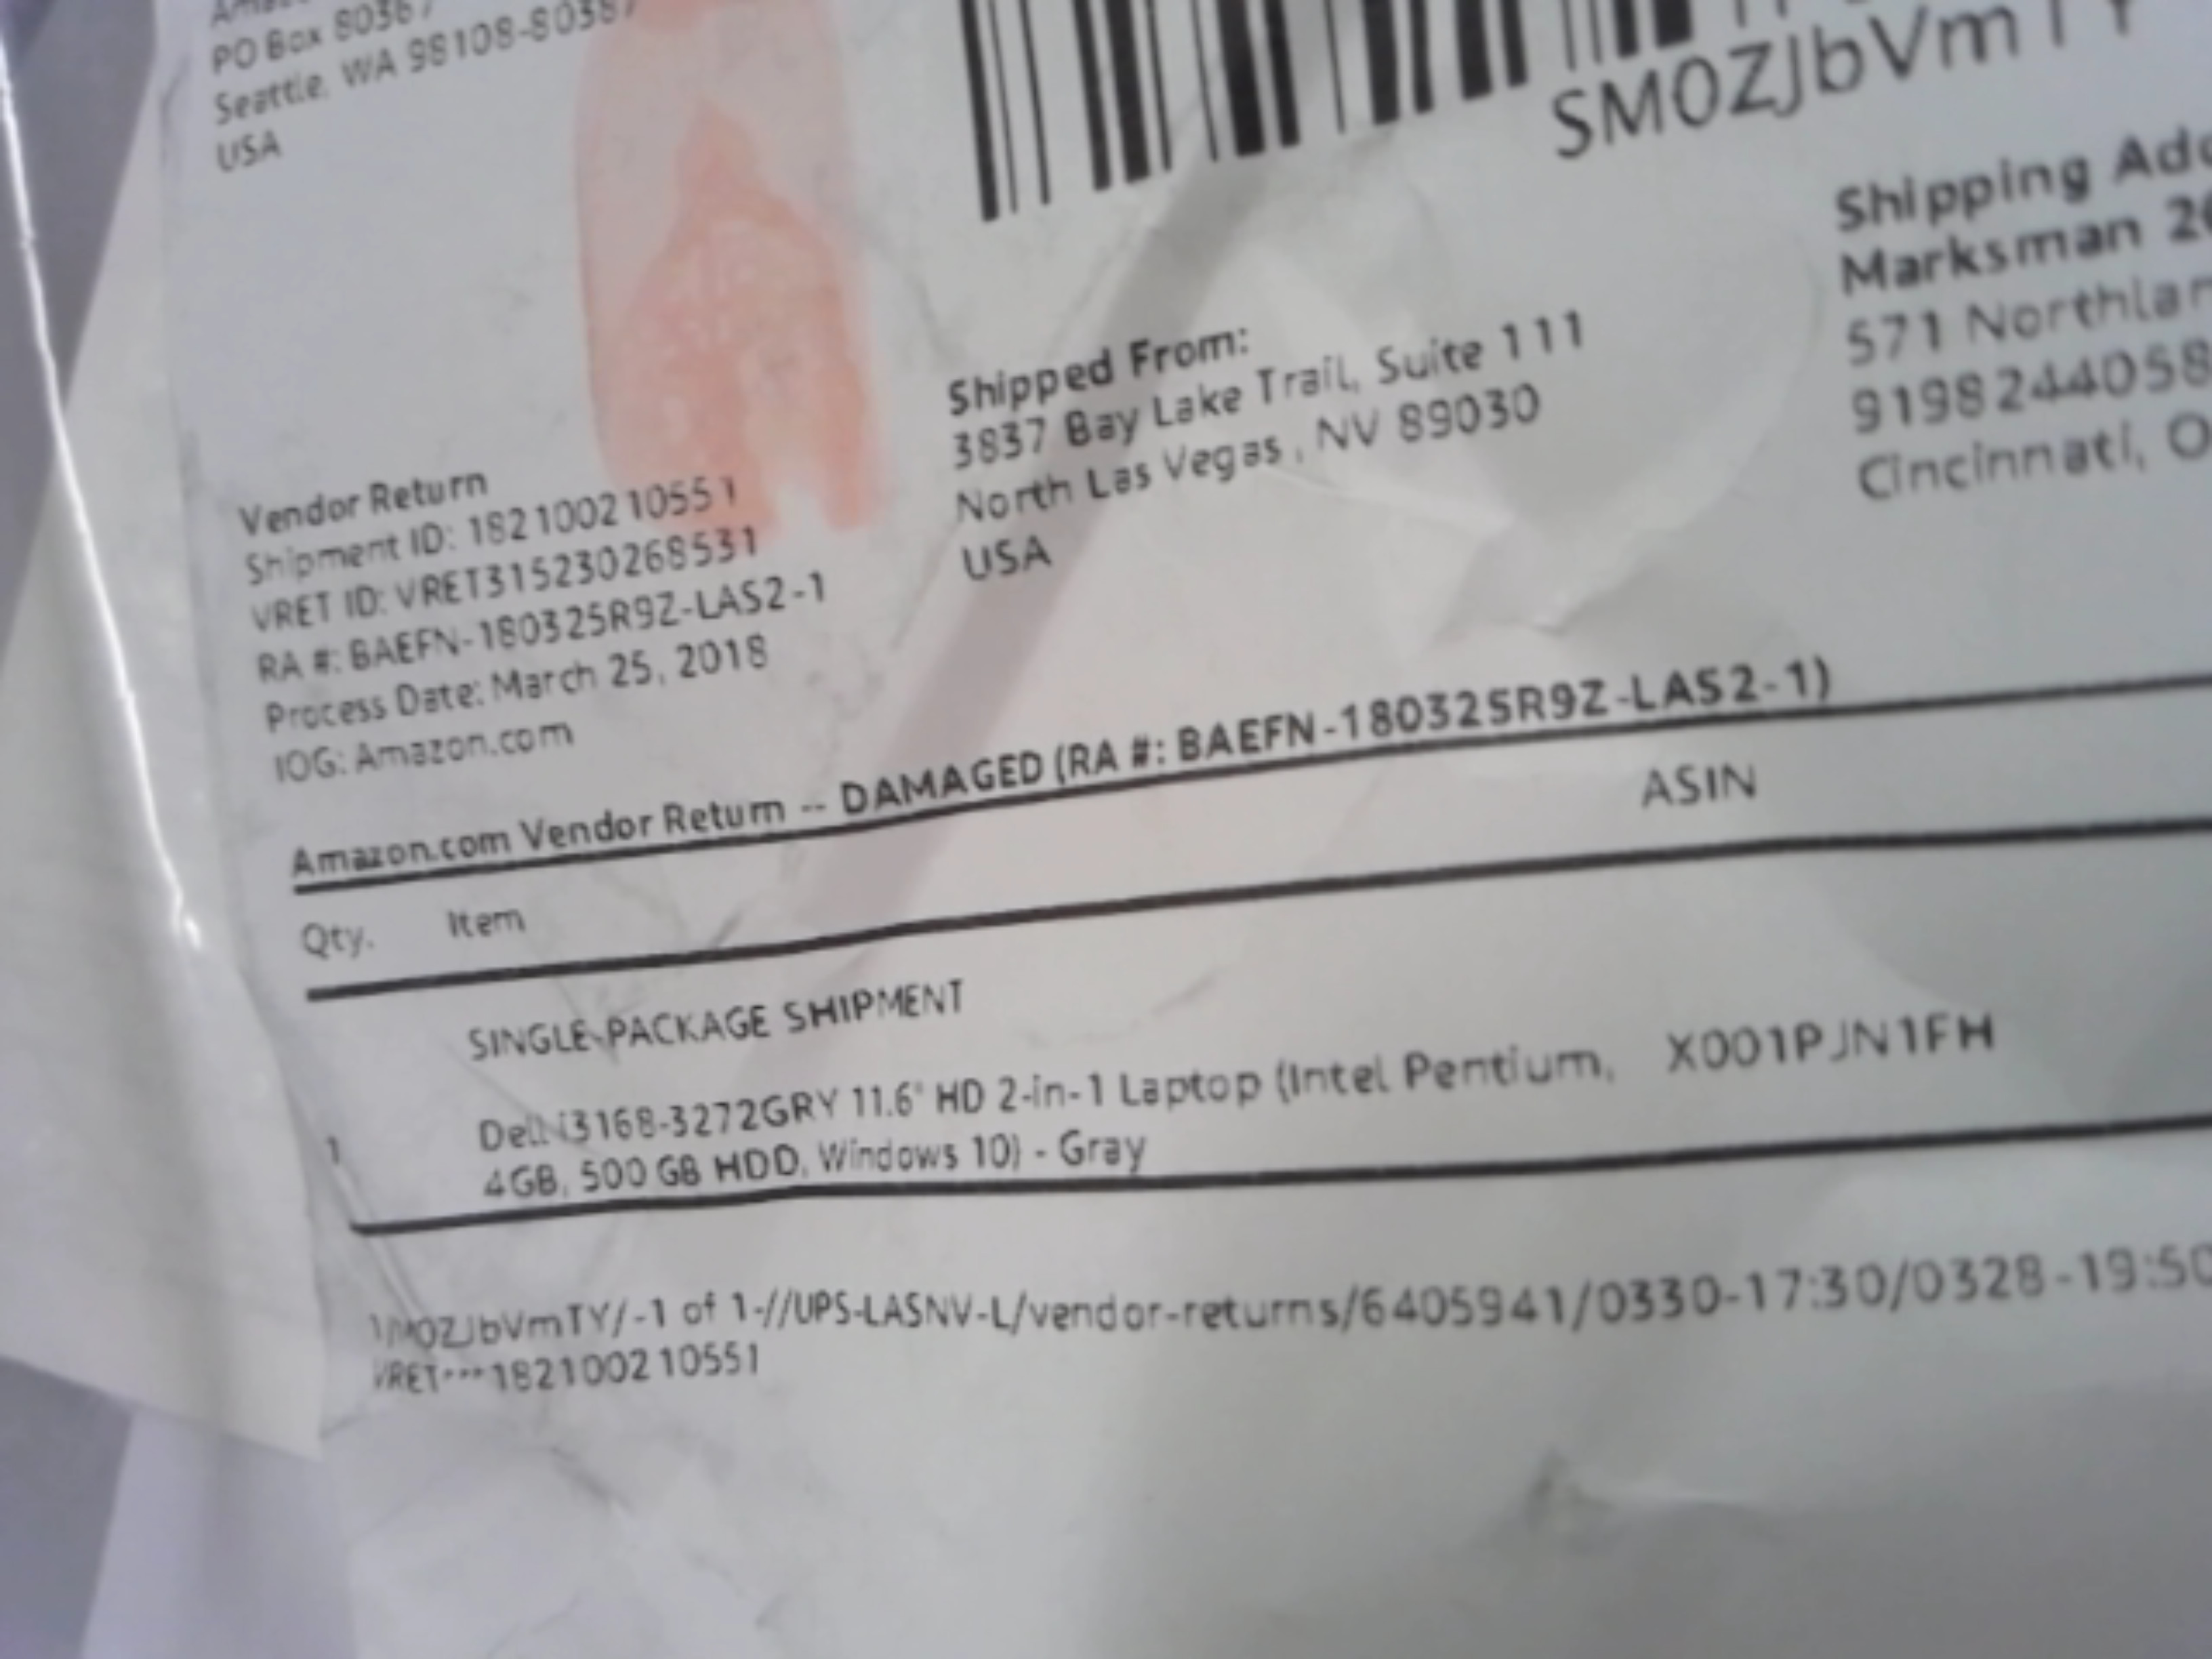 PO Box 80387
Seattle, WA 98108-80387
USA
SM0ZJbVmTY
Shipped From:
3837 Bay Lake Trail, Suite 111
North Las Vegas, NV 89030
USA
Shipping
Marksman
571
Cincinnati,
Vendor Return
Shipment ID: 18210021055 1
VRET ID: VRET315230268531
RA #: BAEFN-180325R9Z-LAS2-1
Process Date: March 25, 2018
IOG: Amazon.com
Amazon.com Vendor Return -- DAMAGED (RA #: BAEFN-180325R9Z-LAS2-1)
Qty. Item ASIN
SINGLE-PACKAGE SHIPMENT
1 Dell i3168-3272GRY 11.6" HD 2-in-1 Laptop (Intel Pentium, X001PJN1FH
4GB, 500 GB HDD, Windows 10) - Gray
of 1-//UPS-LASNV-L/vendor-returns/6405941/0330-17:30/0328-19:50
VRET---182100210551